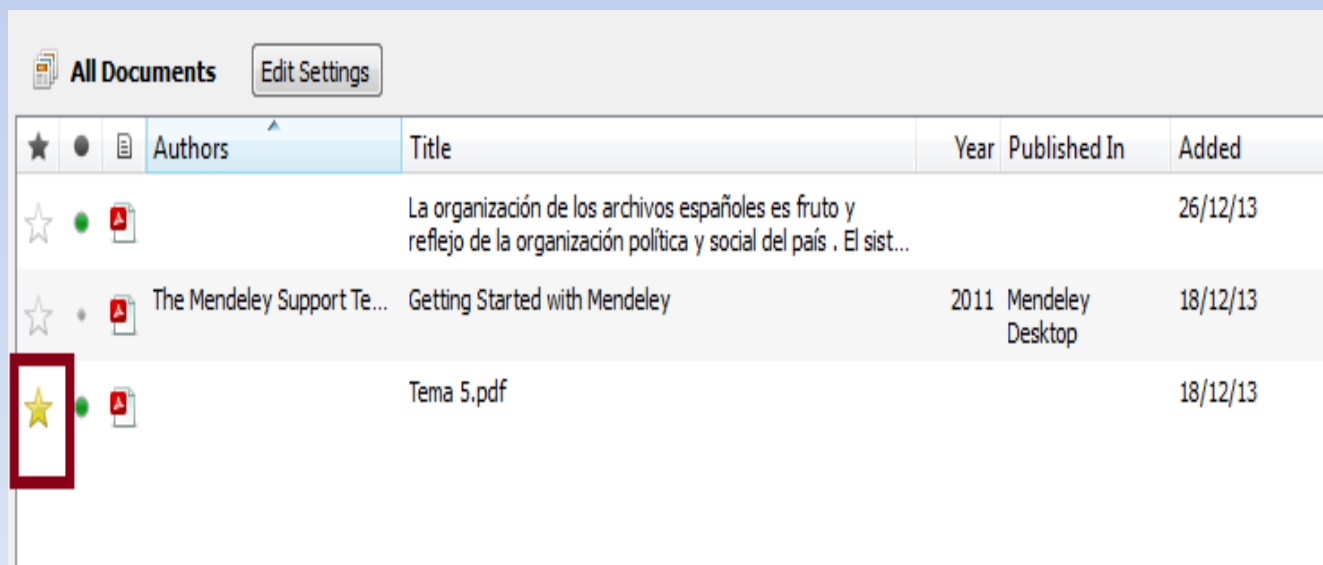 All Documents Edit Settings
Authors Title Year Published In Added
La organización de los archivos españoles es fruto y 26/12/13
reflejo de la organización política y social del país . El sist...
The Mendeley Support Te... Getting Started with Mendeley 2011 Mendeley 18/12/13
Desktop
Tema 5.pdf 18/12/13